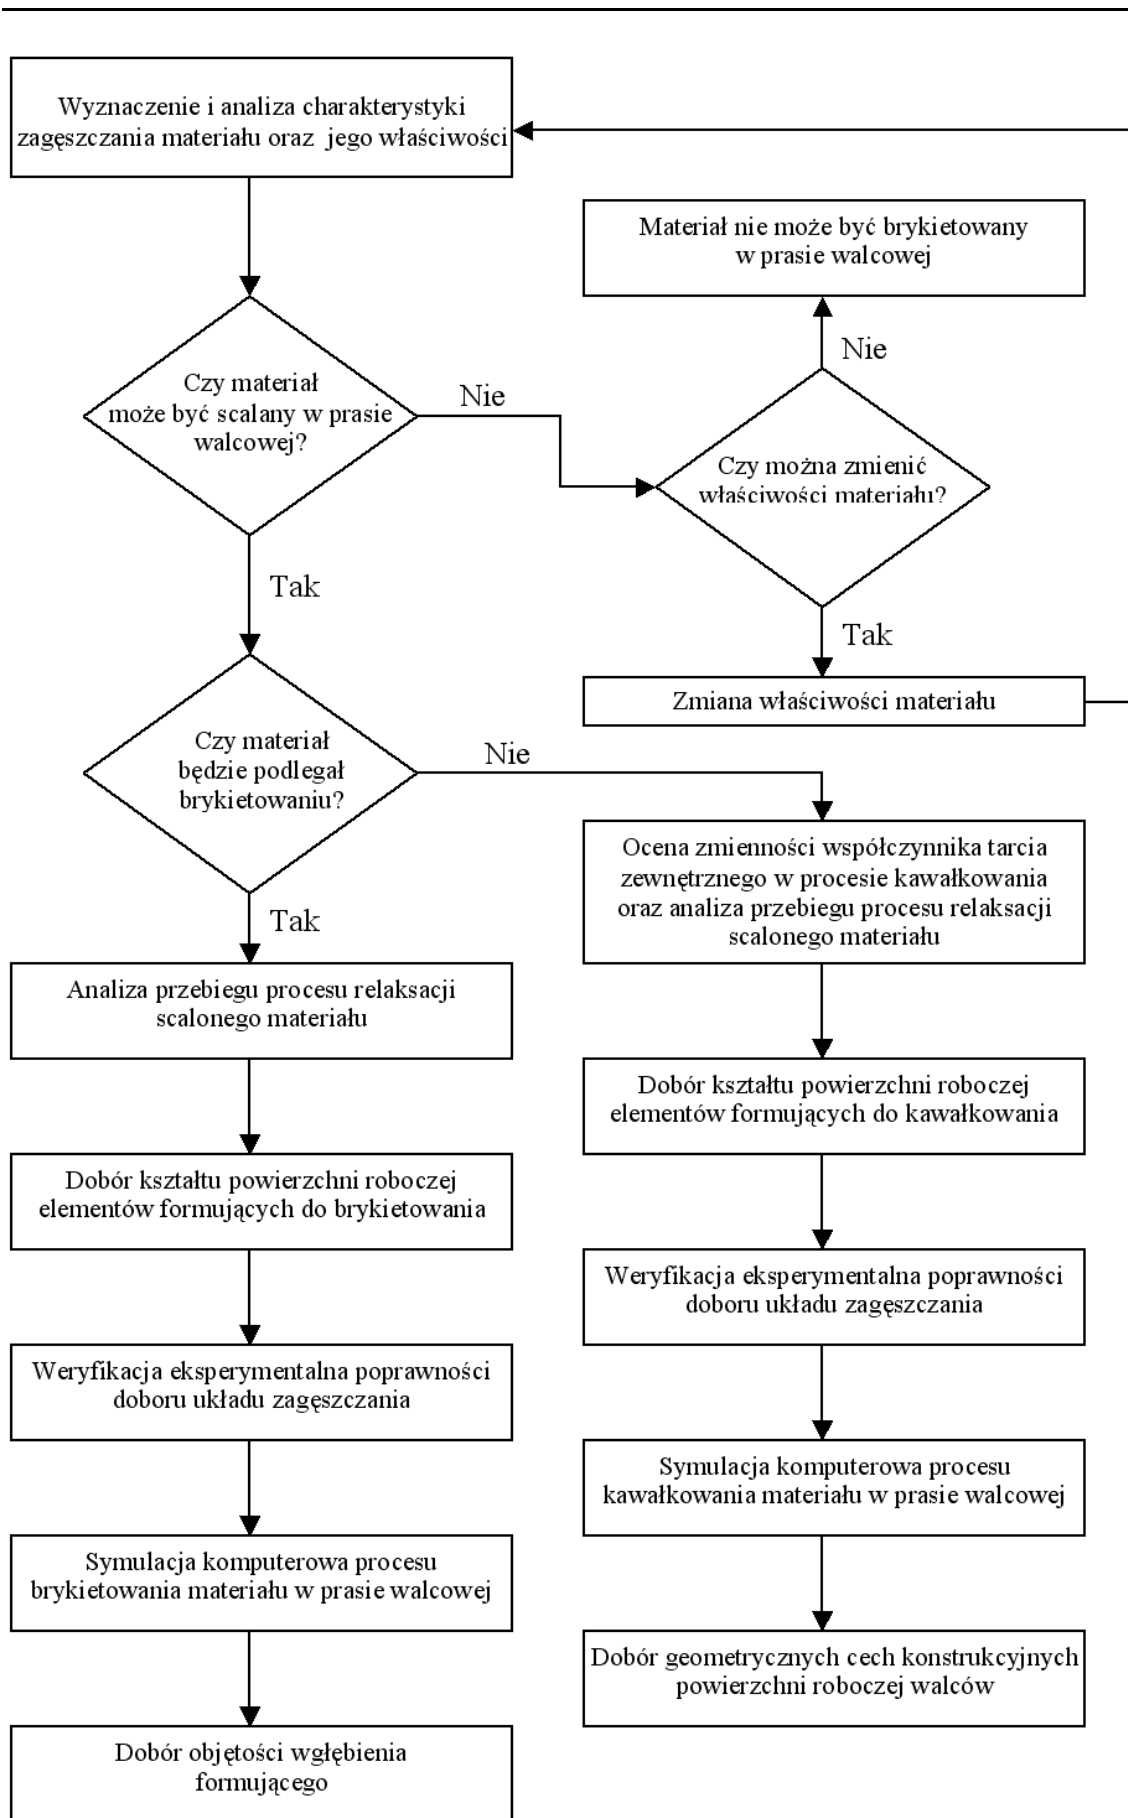 Wyznaczenie i analiza charakterystyki
zagęszczania materiału oraz jego właściwości
Materiał nie może być brykietowany
w prasie walcowej
Nie
Czy materiał
może być scalany w prasie
walcowej?
Nie
Czy można zmienić
właściwości materiału?
Tak
Tak
Zmiana właściwości materiału
Czy materiał
będzie podlegał
brykietowaniu?
Nie
Ocena zmienności współczynnika tarcia
zewnętrznego w procesie kawałkowania
oraz analiza przebiegu procesu relaksacji
scalonego materiału
Tak
Analiza przebiegu procesu relaksacji
scalonego materiału
Dobór kształtu powierzchni roboczej
elementów formujących do kawałkowania
Dobór kształtu powierzchni roboczej
elementów formujących do brykietowania
Weryfikacja eksperymentalna poprawności
doboru układu zagęszczania
Weryfikacja eksperymentalna poprawności
doboru układu zagęszczania
Symulacja komputerowa procesu
kawałkowania materiału w prasie walcowej
Symulacja komputerowa procesu
brykietowania materiału w prasie walcowej
Dobór geometrycznych cech konstrukcyjnych
powierzchni roboczej walców
Dobór objętości wgłębienia
formującego